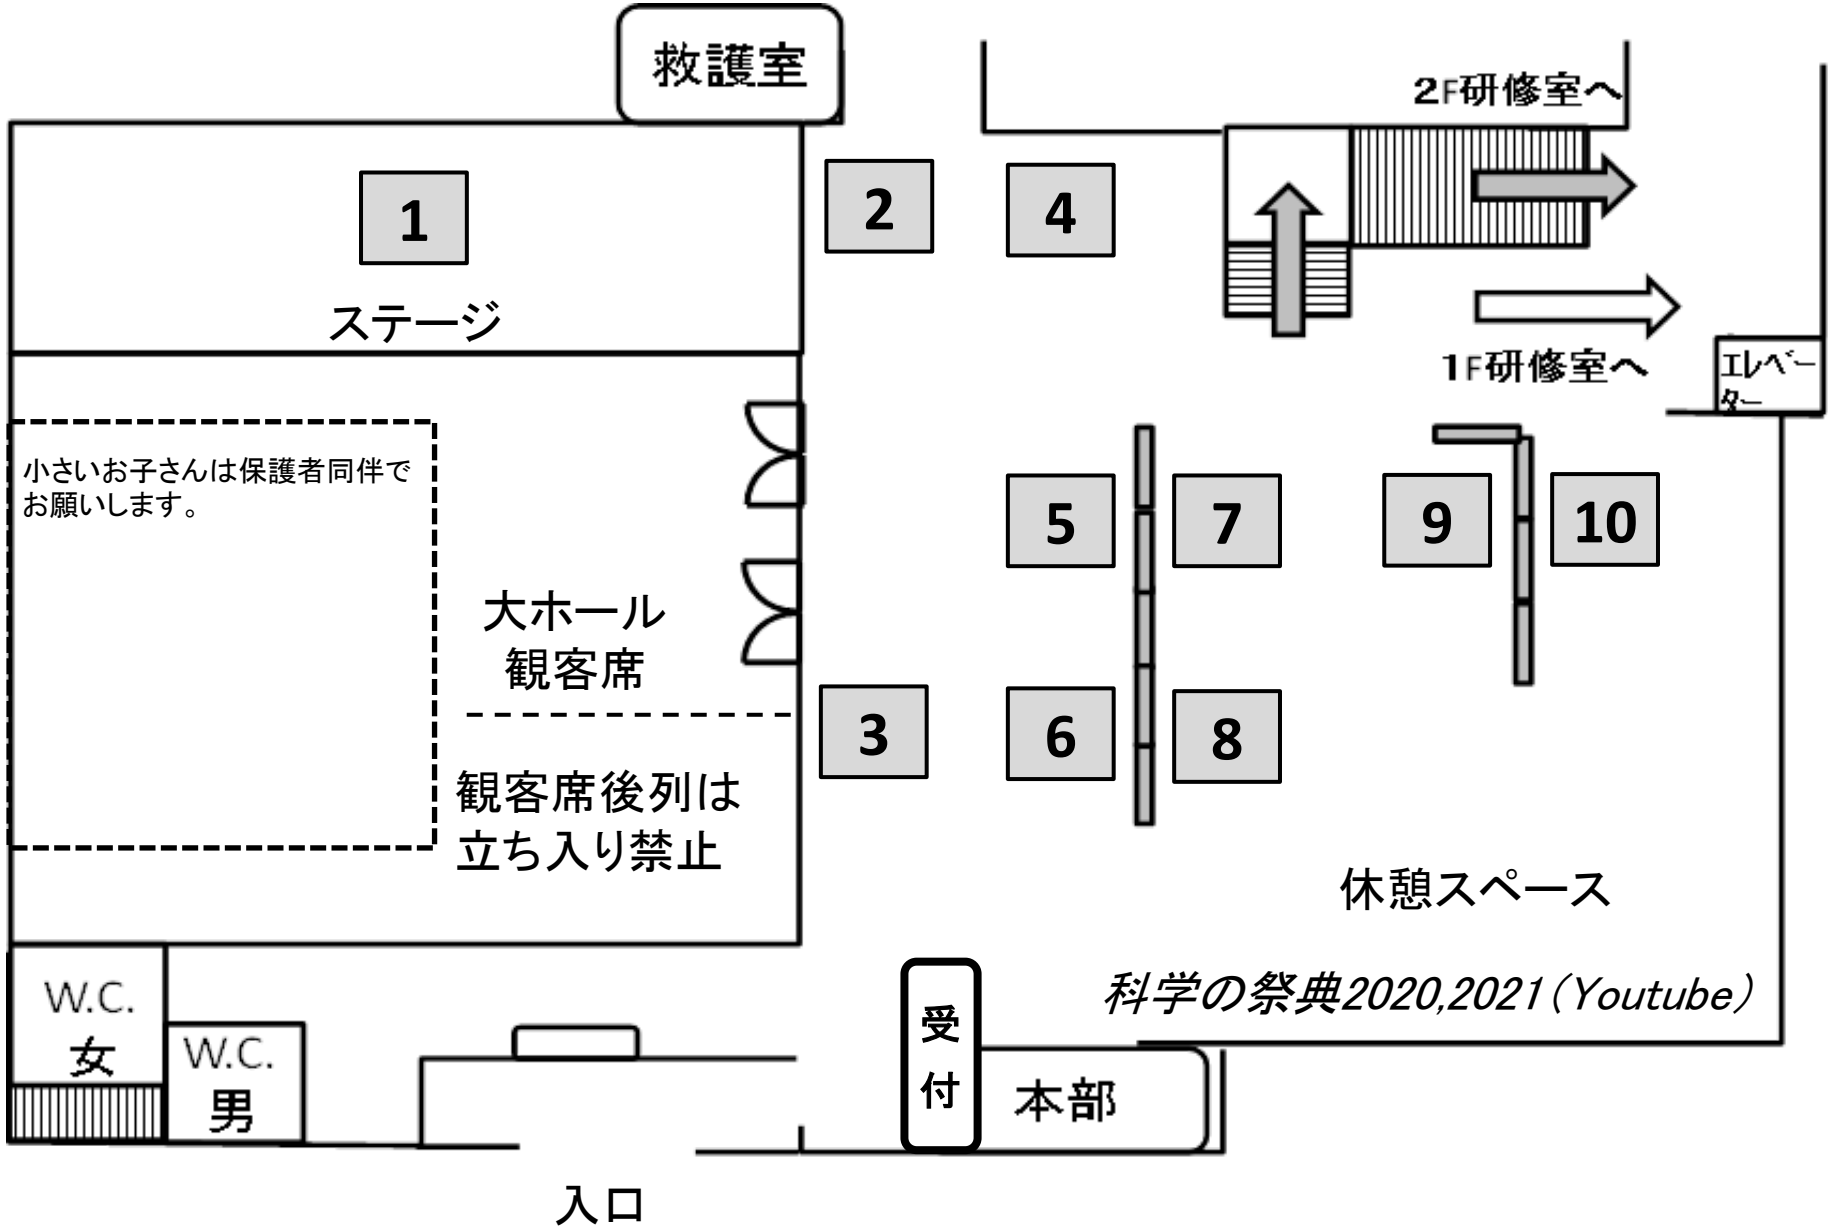 救護室
2F研修室へ
1
2
4
ステージ
1F研修室へ
エレベー
ター
小さいお子さんは保護者同伴で
お願いします。
5
7
9
10
大ホール
観客席
3
6
8
観客席後列は
立ち入り禁止
休憩スペース
科学の祭典2020,2021（Youtube）
W.C.
女
W.C.
男
受
付
本部
入口